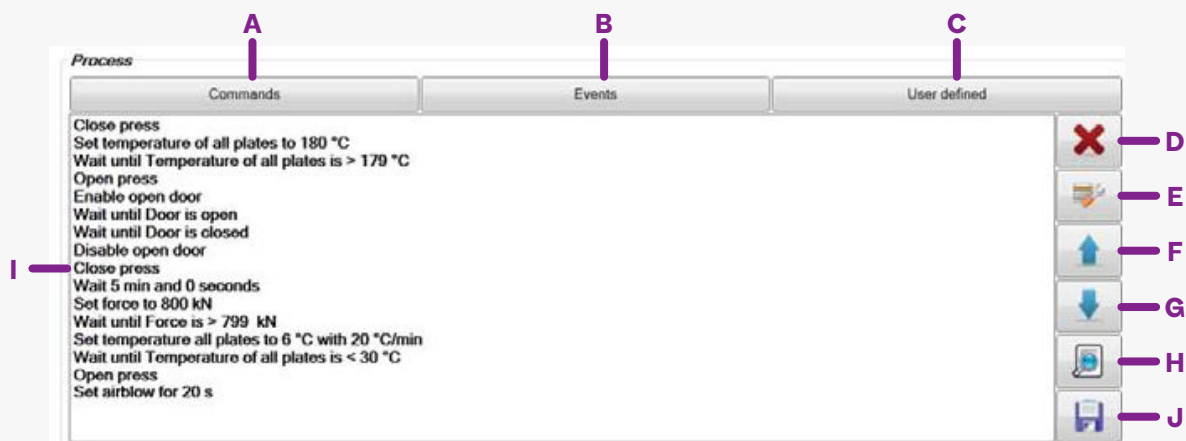 A B C
Process
Commands Events User defined
Close press
Set temperature of all plates to 180 °C
Wait until Temperature of all plates is > 179 °C
D
Open press
Enable open door
E
Wait until Door is open
Wait until Door is closed
Disable open door
F
I Close press
Wait 5 min and 0 seconds
Set force to 800 kN
G
Wait until Force is > 799 kN
Set temperature all plates to 6 °C with 20 °C/min
Wait until Temperature of all plates is < 30 °C
H
Open press
Set airblow for 20 s
J